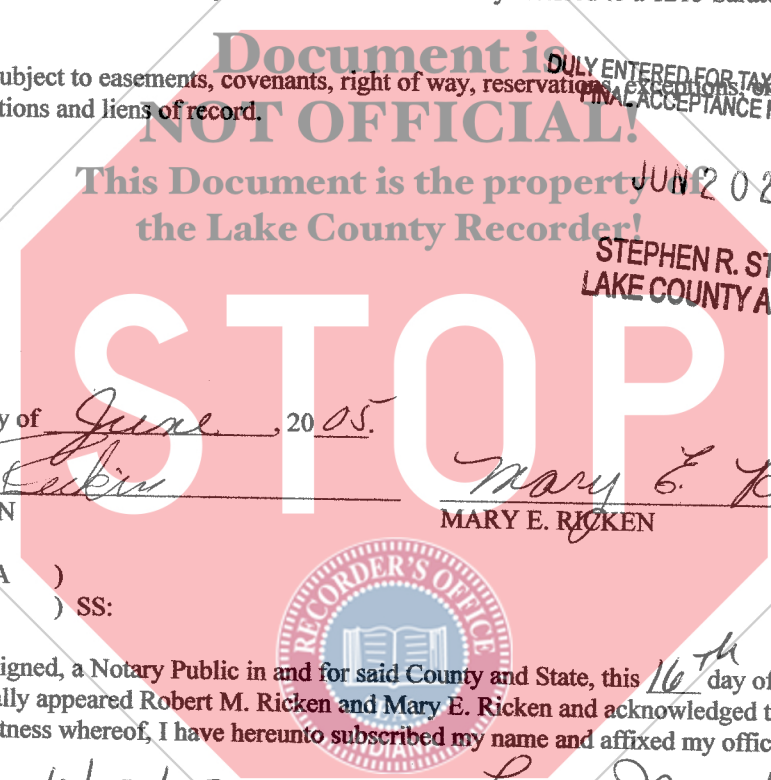 Document is
DULY ENTERED FOR TAX
ubject to easements, covenants, right of way, reservations, exceptions,
FINAL ACCEPTANCE
tions and liens of record.
NOT OFFICIAL!
This Document is the property of
JUN 2 0 2
the Lake County Recorder!
STEPHEN R. ST
LAKE COUNTY A
STOP
y of June, 20 05.
Mary E.
N
MARY E. RICKEN
A )
) SS:
RECORDER'S OFFICE
igned, a Notary Public in and for said County and State, this 16th day of
lly appeared Robert M. Ricken and Mary E. Ricken and acknowledged t
tness whereof, I have hereunto subscribed my name and affixed my offic